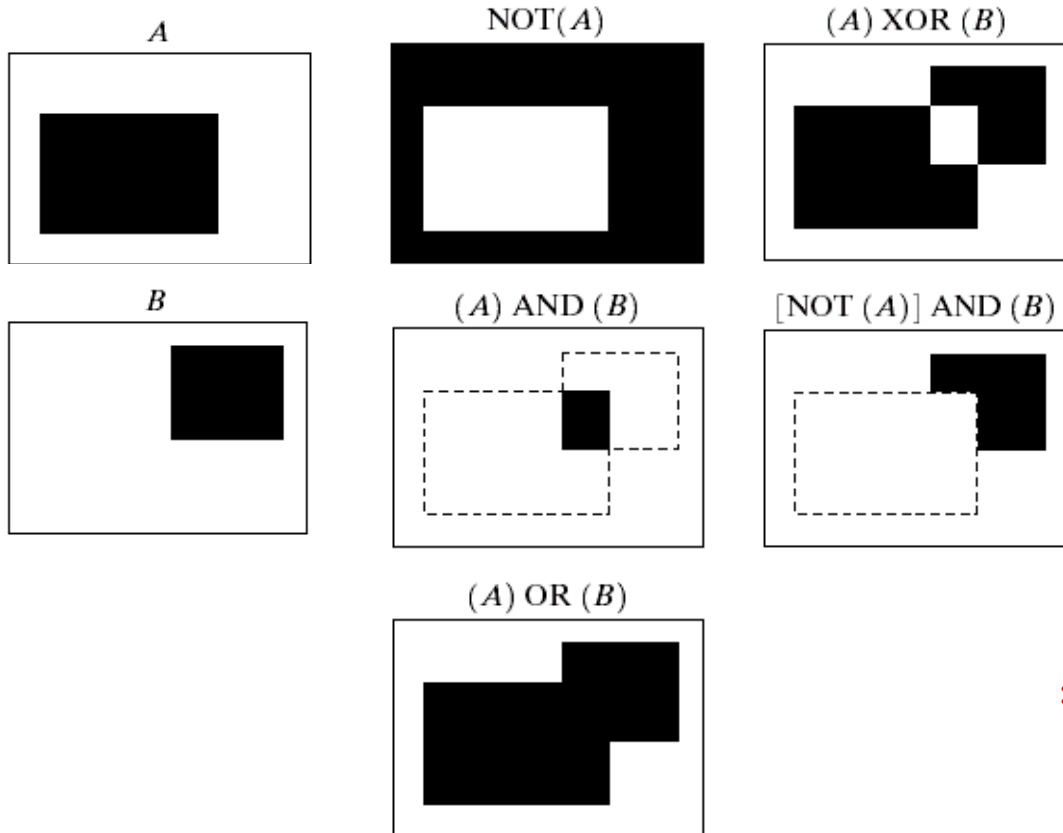 A
NOT(A)
(A) XOR (B)
B
(A) AND (B)
[NOT (A)] AND (B)
(A) OR (B)